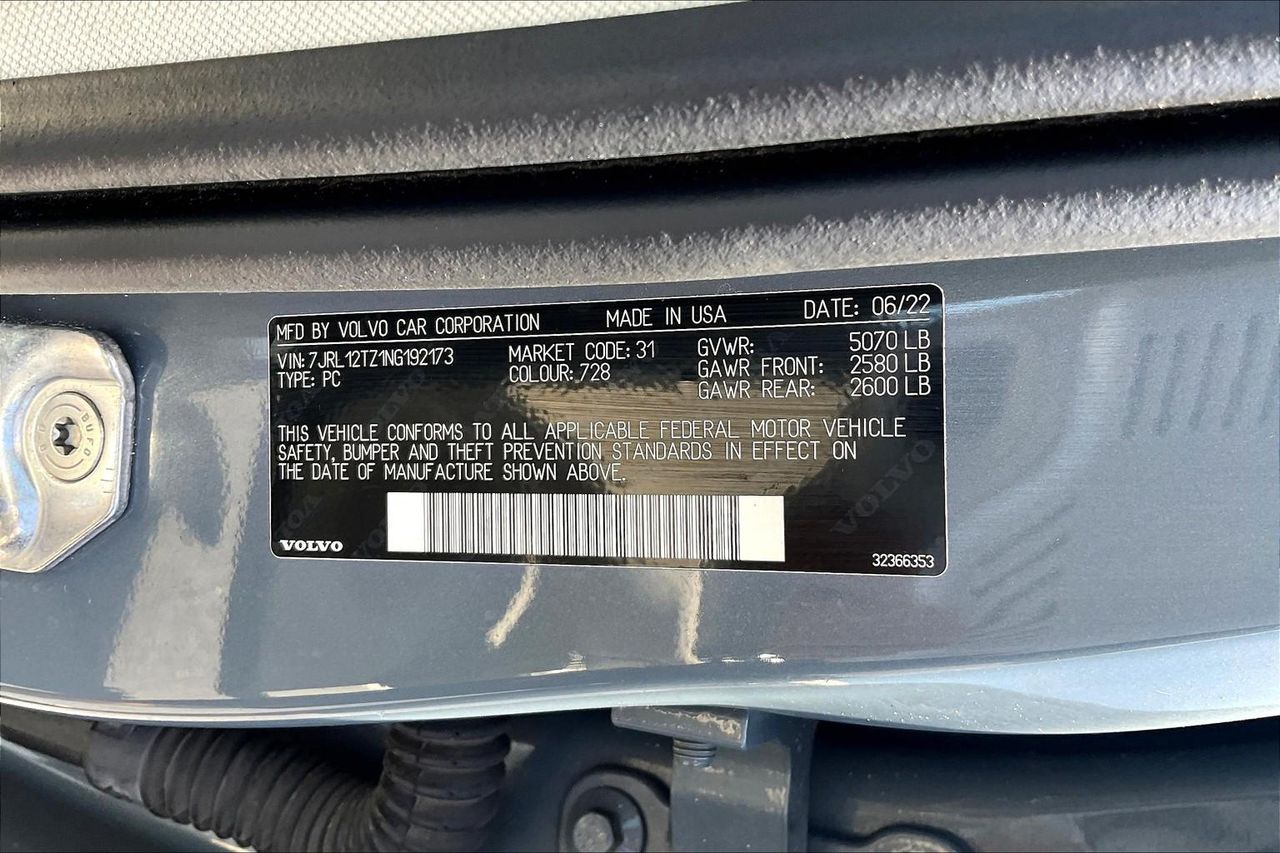 MFD BY VOLVO CAR CORPORATION MADE IN USA DATE: 06/22
VIN: 7JRL12TZ1NG192173 MARKET CODE: 31 GVWR: 5070 LB
TYPE: PC COLOUR: 728 GAWR FRONT: 2580 LB
GAWR REAR: 2600 LB
THIS VEHICLE CONFORMS TO ALL APPLICABLE FEDERAL MOTOR VEHICLE
SAFETY, BUMPER AND THEFT PREVENTION STANDARDS IN EFFECT ON
THE DATE OF MANUFACTURE SHOWN ABOVE.
VOLVO
VOLVO 32366353